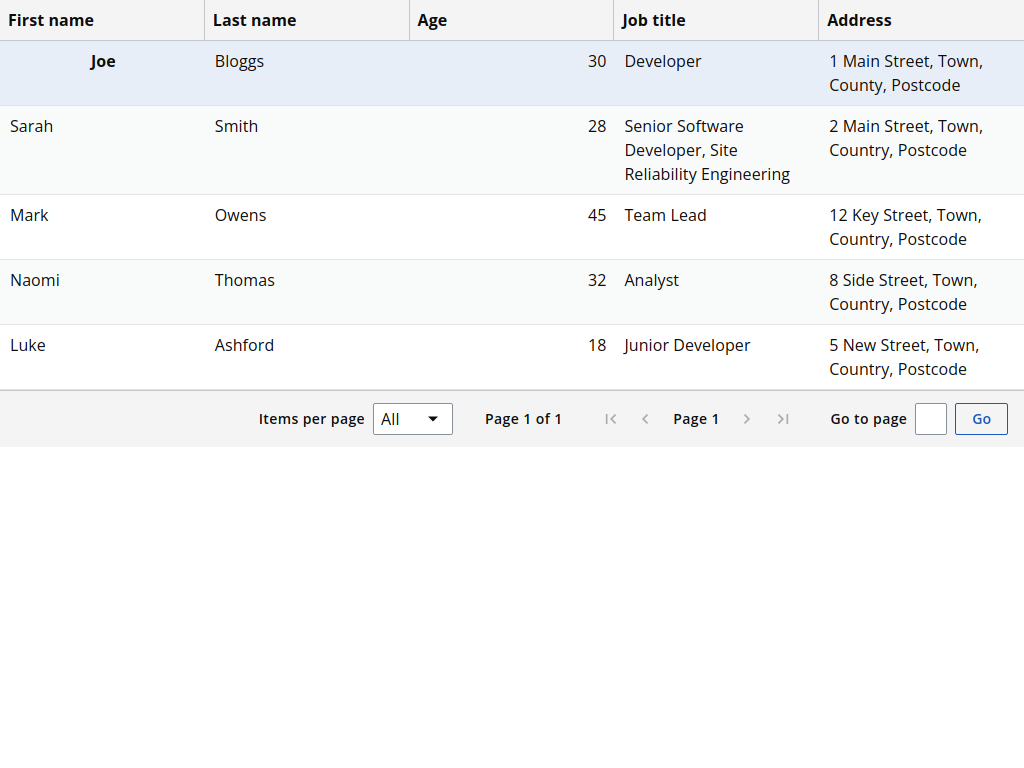 First name Last name Age Job title Address
Joe Bloggs 30 Developer 1 Main Street, Town,
County, Postcode
Sarah Smith 28 Senior Software 2 Main Street, Town,
Developer, Site Country, Postcode
Reliability Engineering
Mark Owens 45 Team Lead 12 Key Street, Town,
Country, Postcode
Naomi Thomas 32 Analyst 8 Side Street, Town,
Country, Postcode
Luke Ashford 18 Junior Developer 5 New Street, Town,
Country, Postcode
Items per page All Page 1 of 1 Page 1 Go to page Go